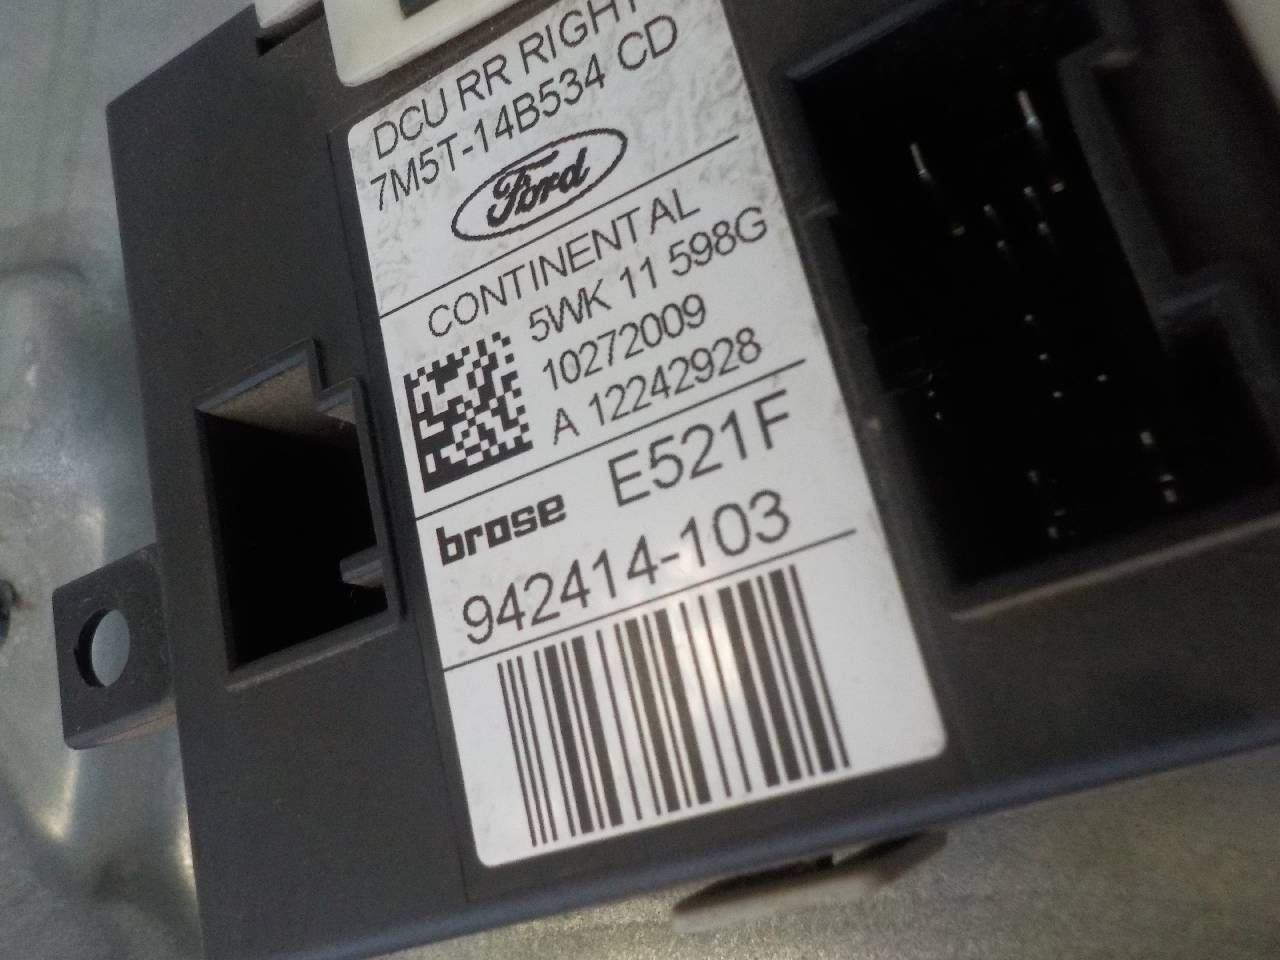 DCU RR RIGHT
7M5T-14B534 CD
Ford
CONTINENTAL
5WK 11 598G
10272009
A 12242928
brose E521F
942414-103